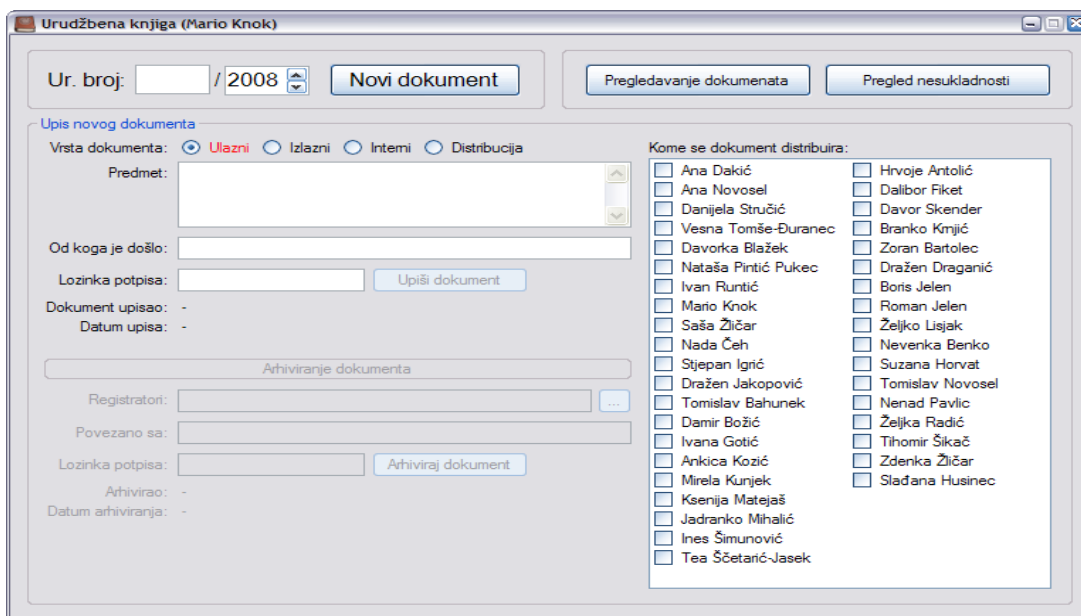 Urudžbena knjiga (Mario Knok)
Ur. broj: / 2008 Novi dokument Pregledavanje dokumenata Pregled nesukladnosti
Upis novog dokumenta
Vrsta dokumenta: Ulazni Izlazni Interni Distribucija
Predmet:
Od koga je došlo:
Lozinka potpisa: Upiši dokument
Dokument upisao: -
Datum upisa: -
Arhiviranje dokumenta
Registratori: ...
Povezano sa:
Lozinka potpisa: Arhiviraj dokument
Arhivirao: -
Datum arhiviranja: -
Kome se dokument distribuira:
Ana Dakić
Ana Novosel
Danijela Stručić
Vesna Tomše-Đuranec
Davorka Blažek
Nataša Pintić Pukec
Ivan Runtić
Mario Knok
Saša Žličar
Nada Čeh
Stjepan Igrić
Dražen Jakopović
Tomislav Bahunek
Damir Božić
Ivana Gotić
Ankica Kozić
Mirela Kunjek
Ksenija Matejaš
Jadranko Mihalić
Ines Šimunović
Tea Ščetarić-Jasek
Hrvoje Antolić
Dalibor Fiket
Davor Skender
Branko Krnjić
Zoran Bartolec
Dražen Draganić
Boris Jelen
Roman Jelen
Željko Lisjak
Nevenka Benko
Suzana Horvat
Tomislav Novosel
Nenad Pavlic
Željka Radić
Tihomir Šikač
Zdenka Žličar
Slađana Husinec